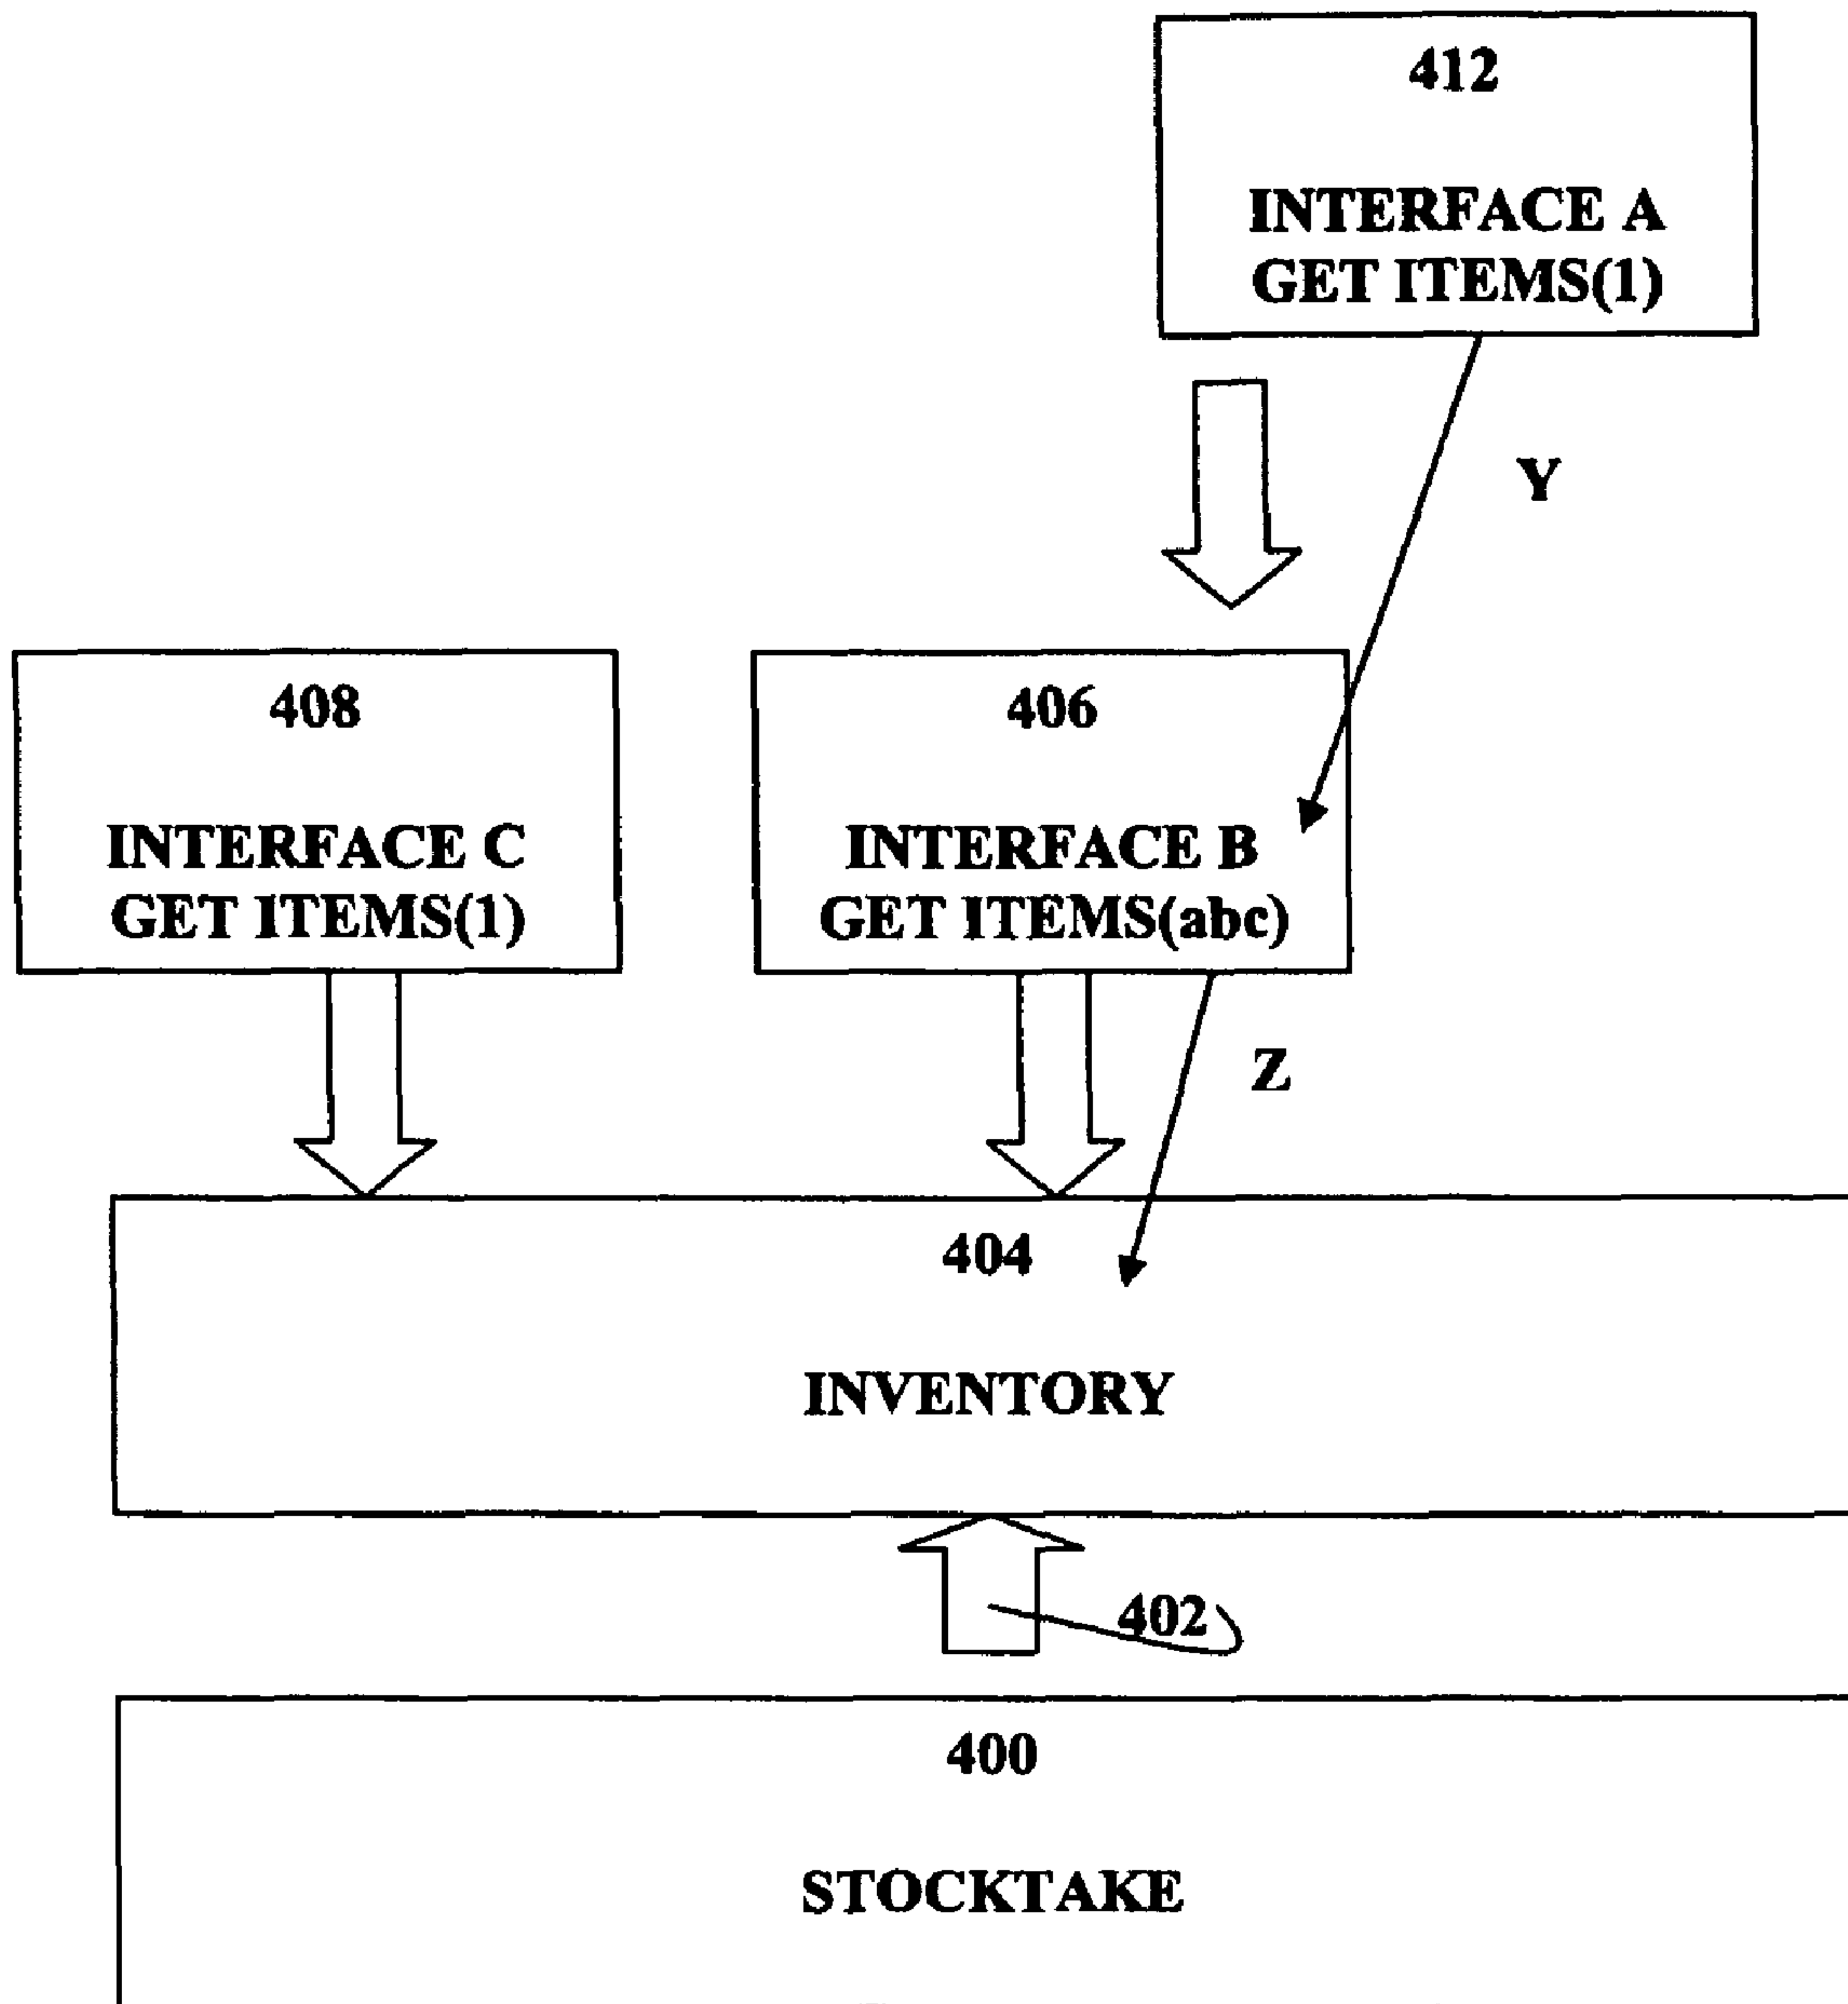 412
INTERFACE A
GET ITEMS(1)
Y
408
INTERFACE C
GET ITEMS(1)
406
INTERFACE B
GET ITEMS(abc)
Z
404
INVENTORY
402
400
STOCKTAKE